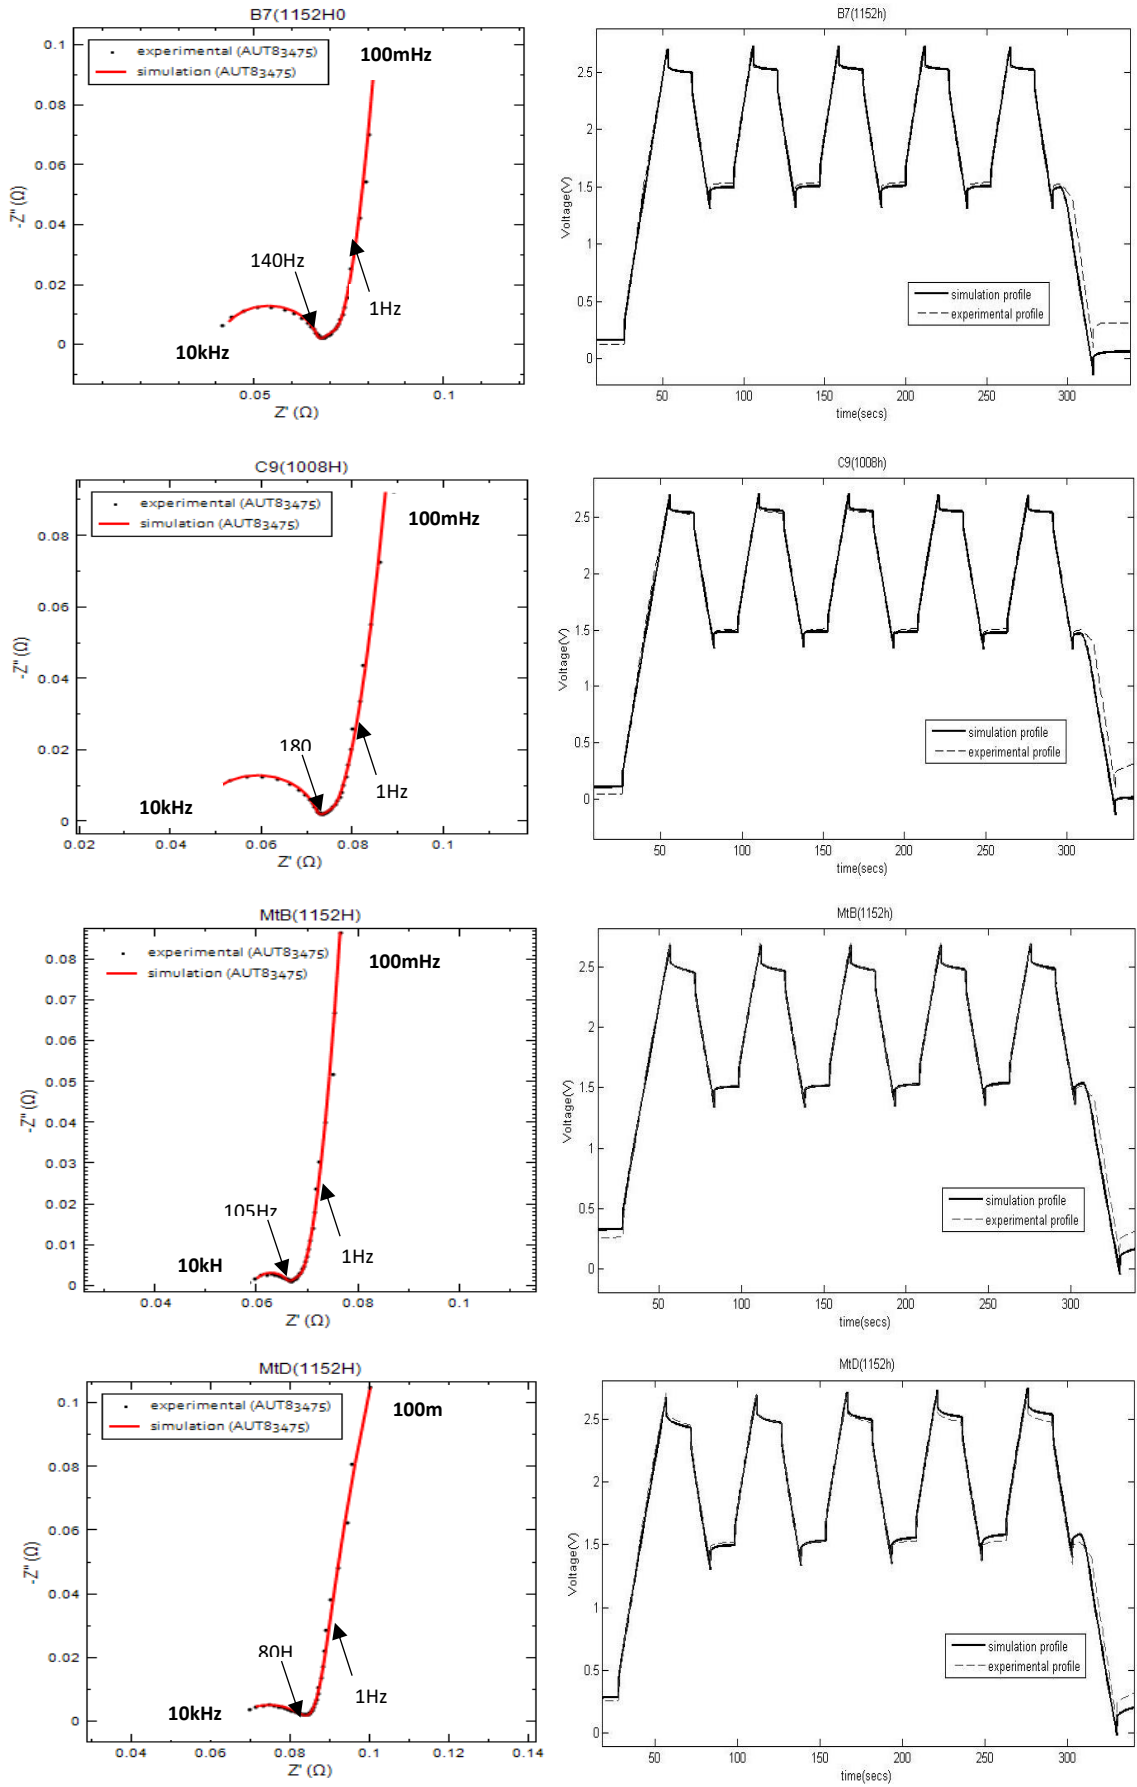 B7(1152H0
experimental (AUT83475)
simulation (AUT83475)
100mHz
0.1
0.08
0.06
0.04
0.02
0
-Z" (Ω)
140Hz
1Hz
10kHz
0.05
0.1
Z' (Ω)
B7(1152h)
2.5
2
1.5
1
0.5
0
Voltage(V)
simulation profile
experimental profile
50
100
150
200
250
300
time(secs)
C9(1008H)
experimental (AUT83475)
simulation (AUT83475)
100mHz
0.08
0.06
0.04
0.02
0
-Z" (Ω)
180
1Hz
10kHz
0.02
0.04
0.06
0.08
0.1
Z' (Ω)
C9(1008h)
2.5
2
1.5
1
0.5
0
Voltage(V)
simulation profile
experimental profile
50
100
150
200
250
300
time(secs)
MtB(1152H)
experimental (AUT83475)
simulation (AUT83475)
100mHz
0.08
0.07
0.06
0.05
0.04
0.03
0.02
0.01
0
-Z" (Ω)
105Hz
1Hz
10kH
0.04
0.06
0.08
0.1
Z' (Ω)
MtB(1152h)
2.5
2
1.5
1
0.5
0
Voltage(V)
simulation profile
experimental profile
50
100
150
200
250
300
time(secs)
MtD(1152H)
experimental (AUT83475)
simulation (AUT83475)
100m
0.1
0.08
0.06
0.04
0.02
0
-Z" (Ω)
80H
1Hz
10kHz
0.04
0.06
0.08
0.1
0.12
0.14
Z' (Ω)
MtD(1152h)
2.5
2
1.5
1
0.5
0
Voltage(V)
simulation profile
experimental profile
50
100
150
200
250
300
time(secs)